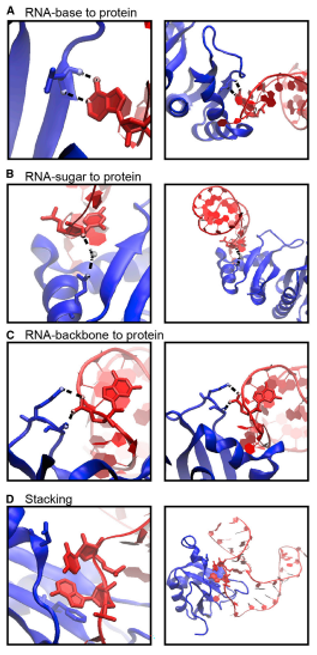 A RNA-base to protein
B RNA-sugar to protein
C RNA-backbone to protein
D Stacking